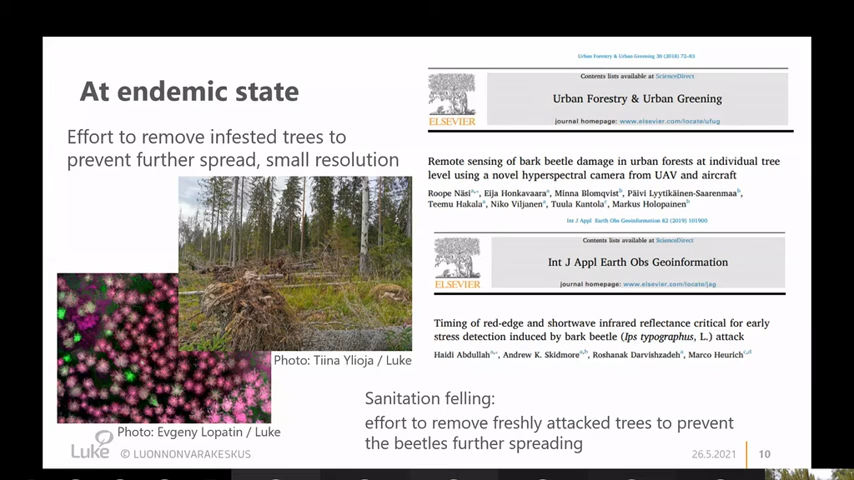 At endemic state
Effort to remove infested trees to
prevent further spread, small resolution
Photo: Tiina Ylioja / Luke
Photo: Evgeny Lopatin / Luke
Urban Forestry & Urban Greening 30 (2018) 72–83
Contents lists available at ScienceDirect
Urban Forestry & Urban Greening
journal homepage: www.elsevier.com/locate/ufug
ELSEVIER
Remote sensing of bark beetle damage in urban forests at individual tree
level using a novel hyperspectral camera from UAV and aircraft
Roope Näsi, Eija Honkavaara, Minna Blomqvist, Päivi Lyytikäinen-Saarenmaa,
Teemu Hakala, Niko Viljanen, Tuula Kantola, Markus Holopainen
Int J Appl Earth Obs Geoinformation 82 (2019) 101900
Contents lists available at ScienceDirect
Int J Appl Earth Obs Geoinformation
journal homepage: www.elsevier.com/locate/jag
ELSEVIER
Timing of red-edge and shortwave infrared reflectance critical for early
stress detection induced by bark beetle (Ips typographus, L.) attack
Haidi Abdullah, Andrew K. Skidmore, Roshanak Darvishzadeh, Marco Heurich
Sanitation felling:
effort to remove freshly attacked trees to prevent
the beetles further spreading
Luke
© LUONNONVARAKESKUS
26.5.2021
10